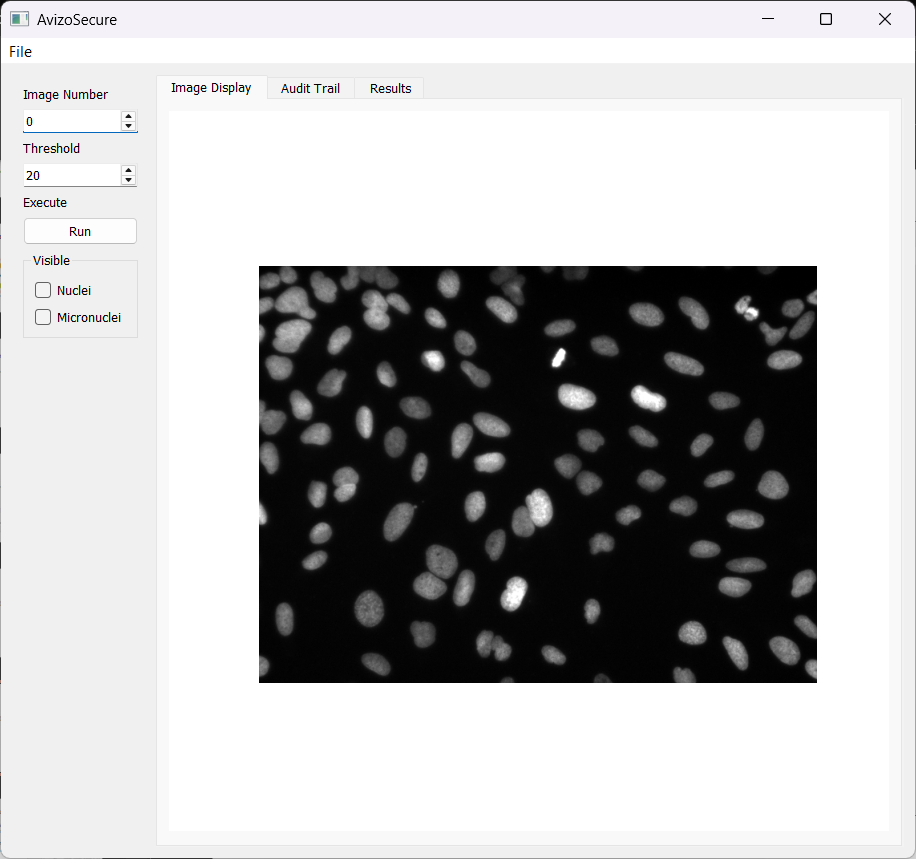 AvizoSecure
File
Image Number
0
Threshold
20
Execute
Run
Visible
Nuclei
Micronuclei
Image Display
Audit Trail
Results